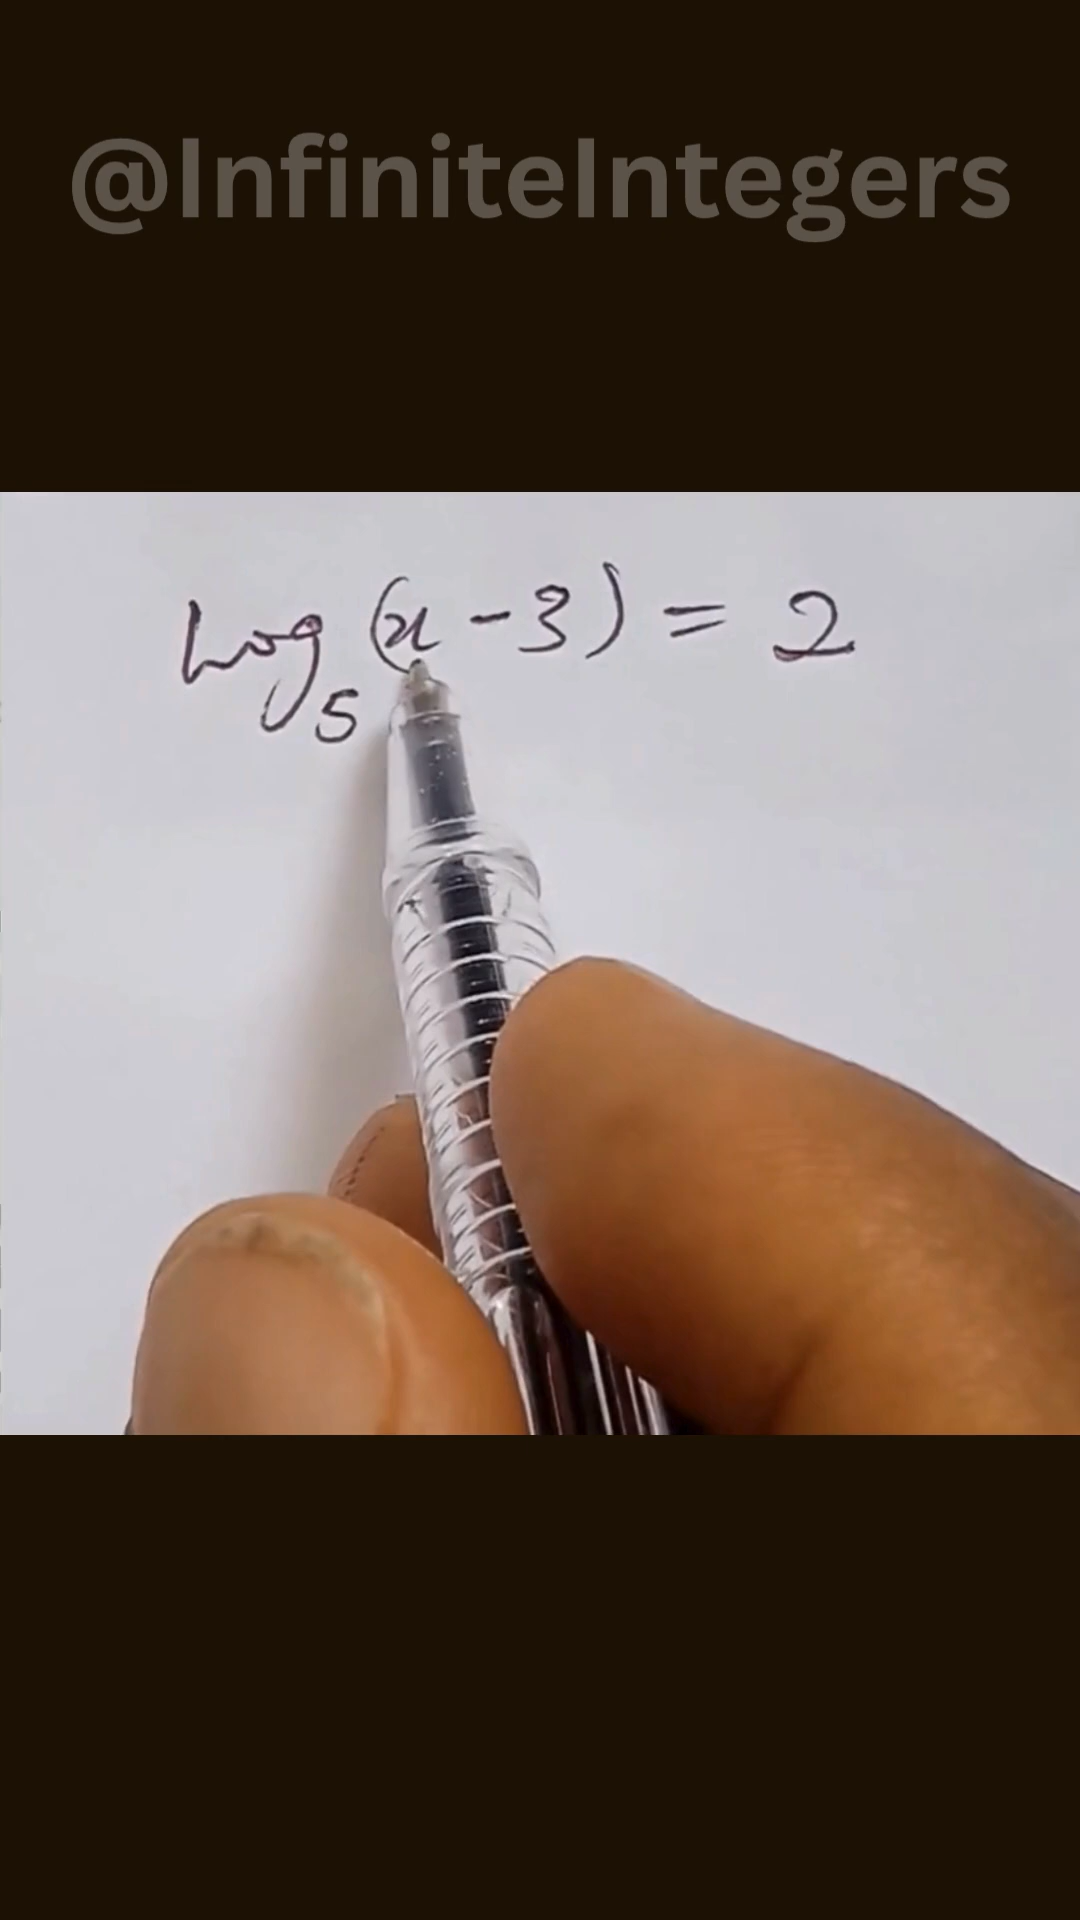 @InfiniteIntegers
Log₅ (x - 3) = 2